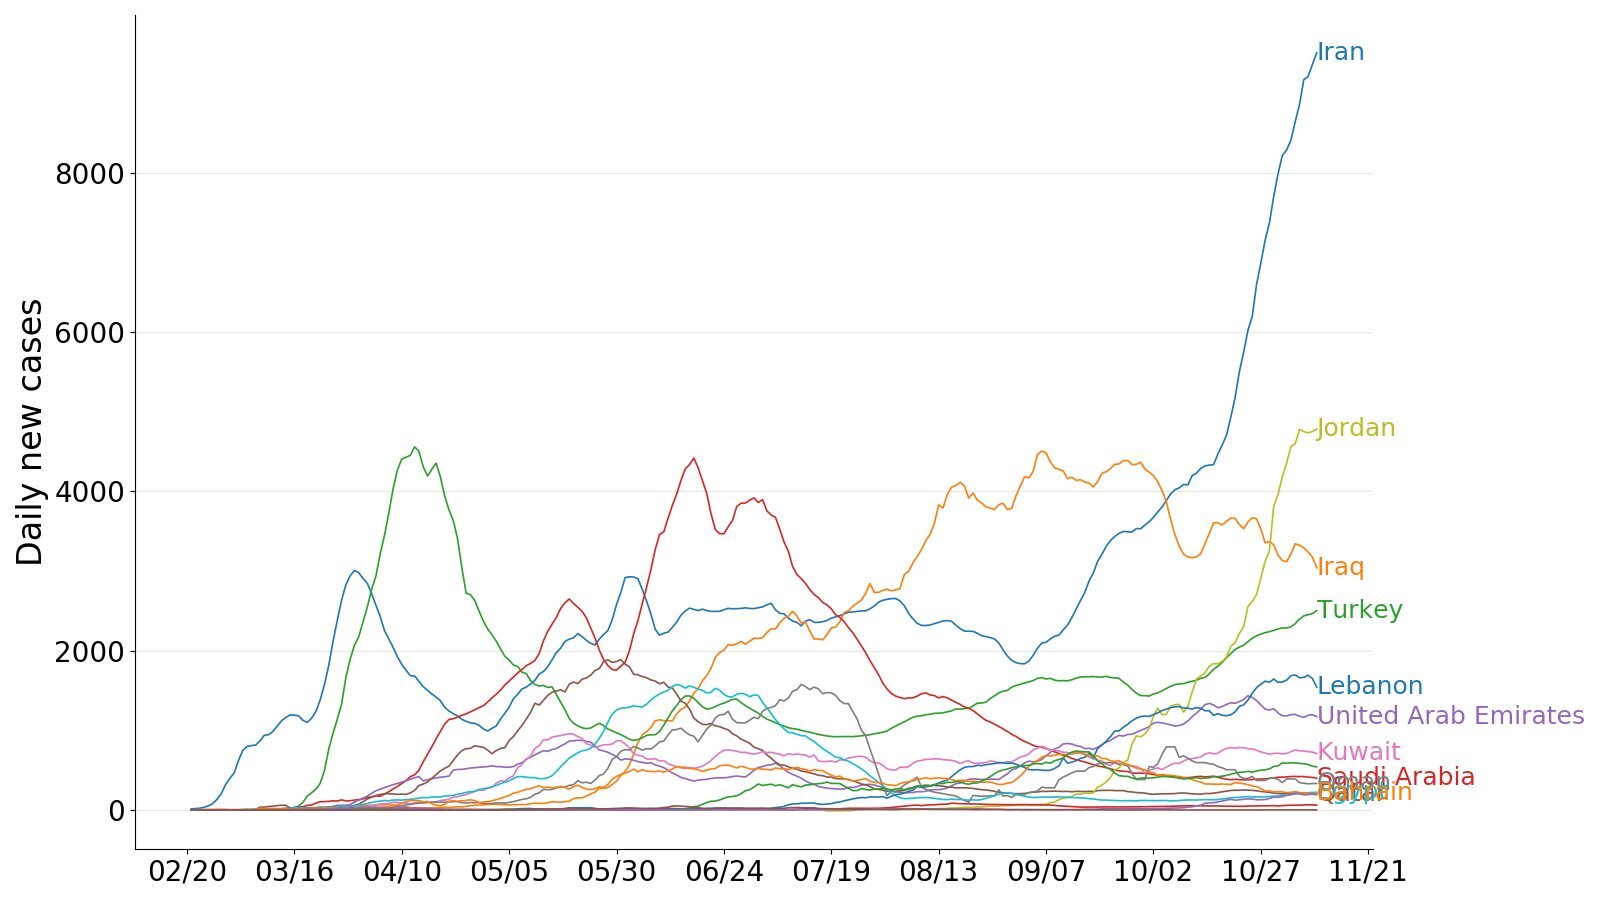 Daily new cases
8000
6000
4000
2000
0
02/20 03/16 04/10 05/05 05/30 06/24 07/19 08/13 09/07 10/02 10/27 11/21
Iran
Jordan
Iraq
Turkey
Lebanon
United Arab Emirates
Kuwait
Saudi Arabia
Bahrain